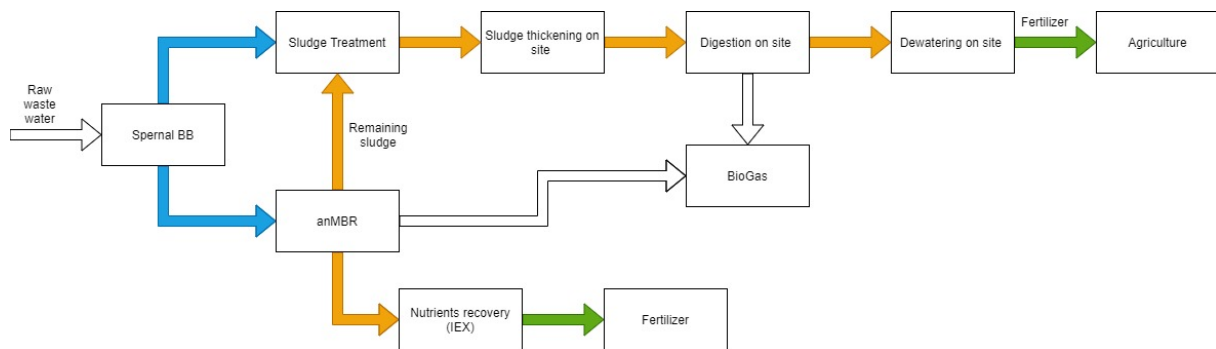 Raw
waste
water
Spernal BB
Sludge Treatment
Sludge thickening on
site
Digestion on site
Dewatering on site
Fertilizer
Agriculture
Remaining
sludge
BioGas
anMBR
Nutrients recovery
(IEX)
Fertilizer